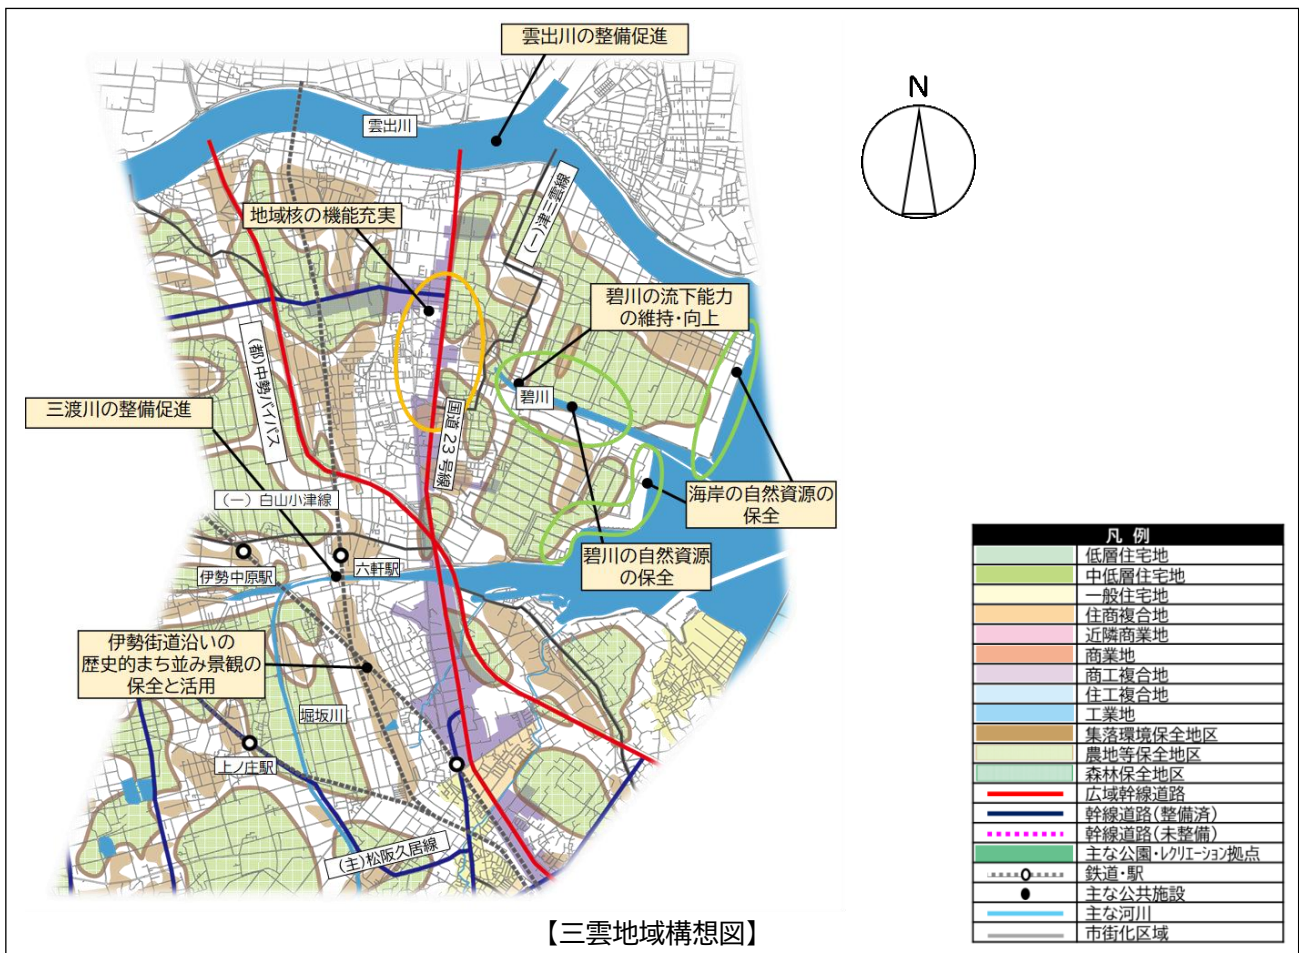 雲出川の整備促進
N
雲出川
(一)津三雲線
地域核の機能充実
碧川の流下能力
の維持・向上
(都)中勢バイパス
碧川
三渡川の整備促進
国道23号線
(一)白山小津線
海岸の自然資源の
保全
碧川の自然資源
の保全
伊勢中原駅
六軒駅
伊勢街道沿いの
歴史的まち並み景観の
保全と活用
堀坂川
上ノ庄駅
(主)松阪久居線
凡 例
低層住宅地
中低層住宅地
一般住宅地
住商複合地
近隣商業地
商業地
商工複合地
住工複合地
工業地
集落環境保全地区
農地等保全地区
森林保全地区
広域幹線道路
幹線道路(整備済)
幹線道路(未整備)
主な公園・レクリエーション拠点
鉄道・駅
主な公共施設
主な河川
市街化区域
【三雲地域構想図】